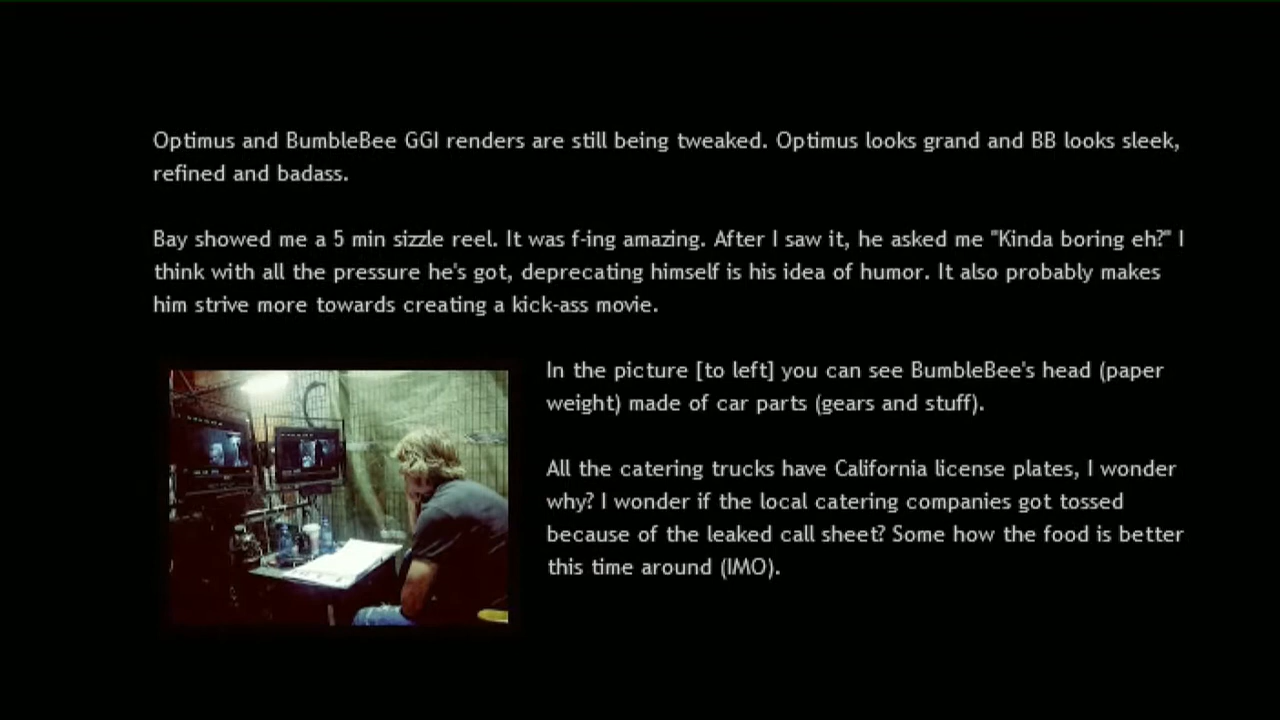 Optimus and BumbleBee GGI renders are still being tweaked. Optimus looks grand and BB looks sleek,
refined and badass.
Bay showed me a 5 min sizzle reel. It was f-ing amazing. After I saw it, he asked me "Kinda boring eh?" I
think with all the pressure he's got, deprecating himself is his idea of humor. It also probably makes
him strive more towards creating a kick-ass movie.
In the picture [to left] you can see BumbleBee's head (paper
weight) made of car parts (gears and stuff).
All the catering trucks have California license plates, I wonder
why? I wonder if the local catering companies got tossed
because of the leaked call sheet? Some how the food is better
this time around (IMO).